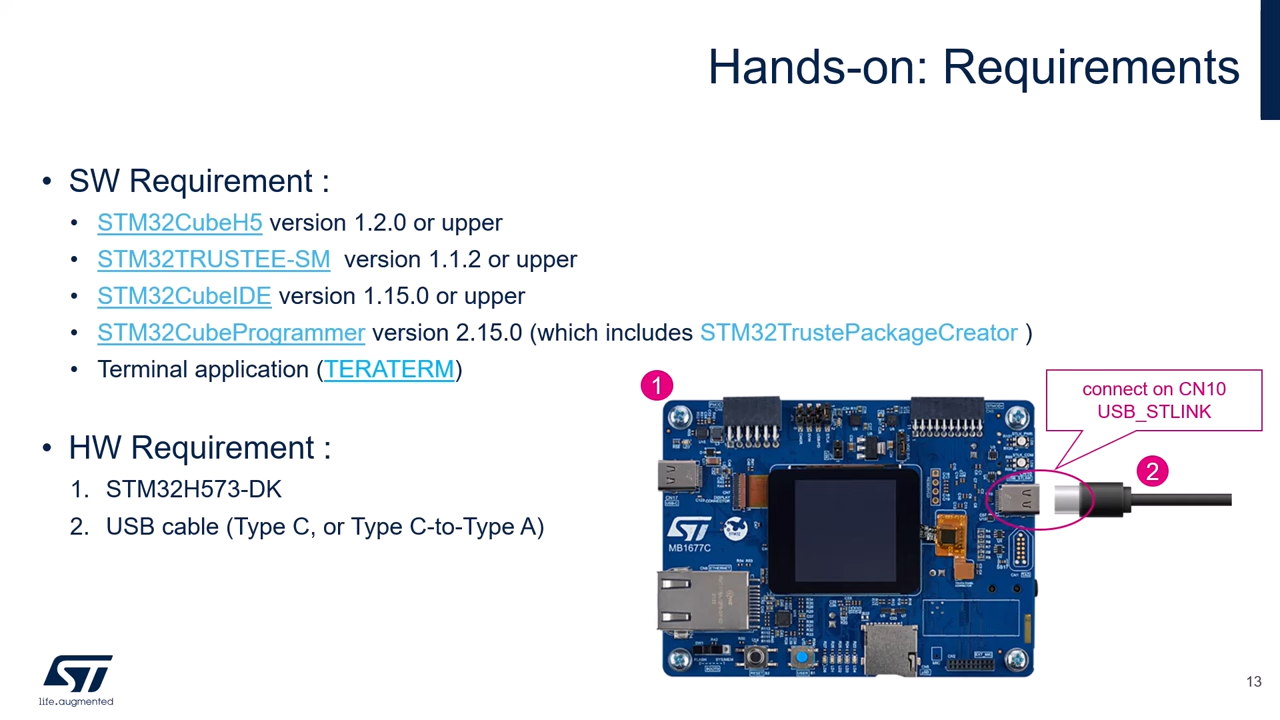 Hands-on: Requirements
• SW Requirement :
• STM32CubeH5 version 1.2.0 or upper
• STM32TRUSTEE-SM version 1.1.2 or upper
• STM32CubeIDE version 1.15.0 or upper
• STM32CubeProgrammer version 2.15.0 (which includes STM32TrustePackageCreator )
• Terminal application (TERATERM)
• HW Requirement :
1. STM32H573-DK
2. USB cable (Type C, or Type C-to-Type A)
1
connect on CN10
USB_STLINK
2
MB1677C
ST
life.augmented
13